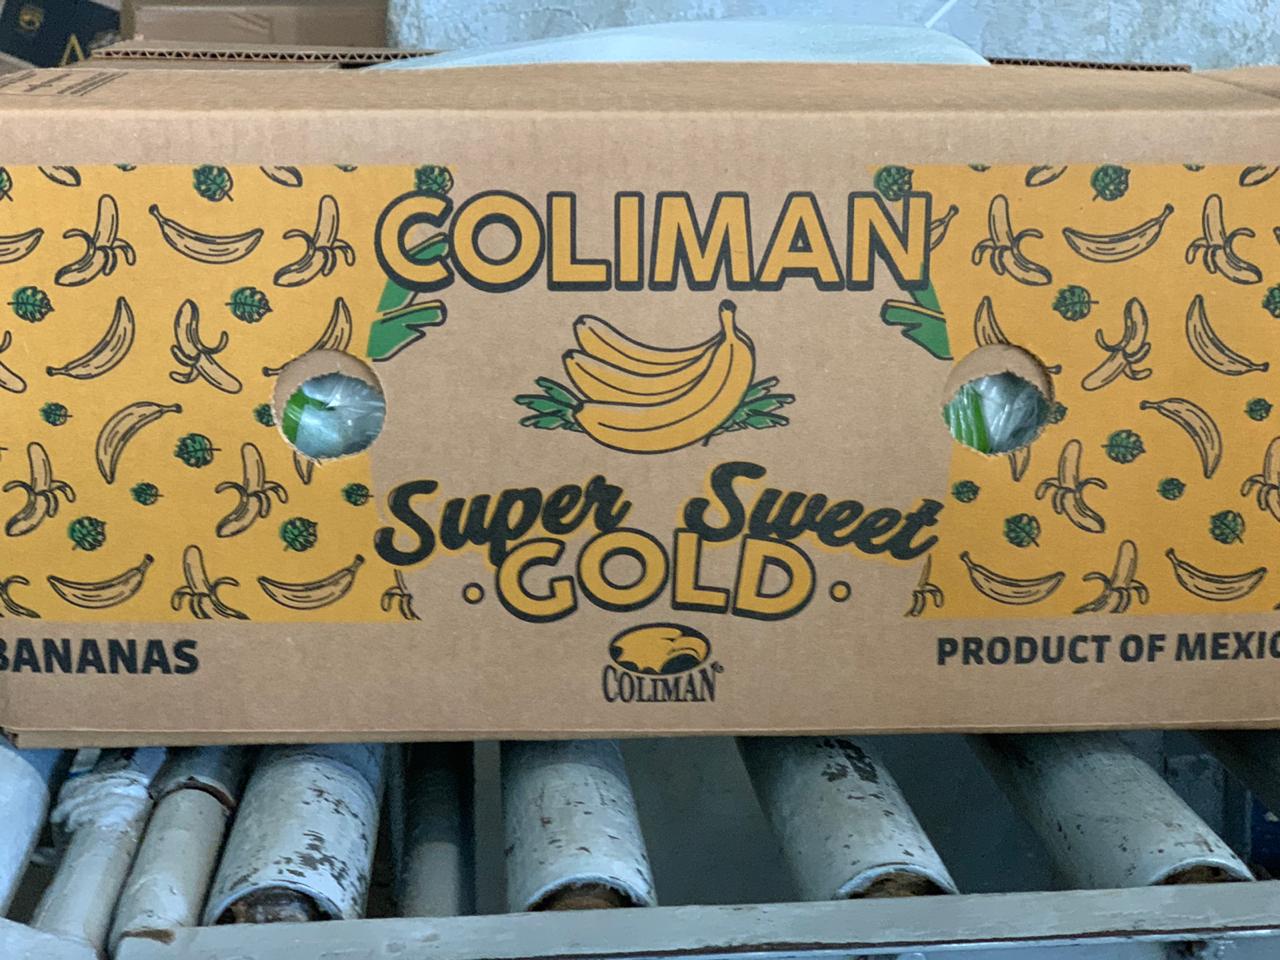 COLIMAN
Super Sweet
GOLD
BANANAS
PRODUCT OF MEXIC
COLIMAN®